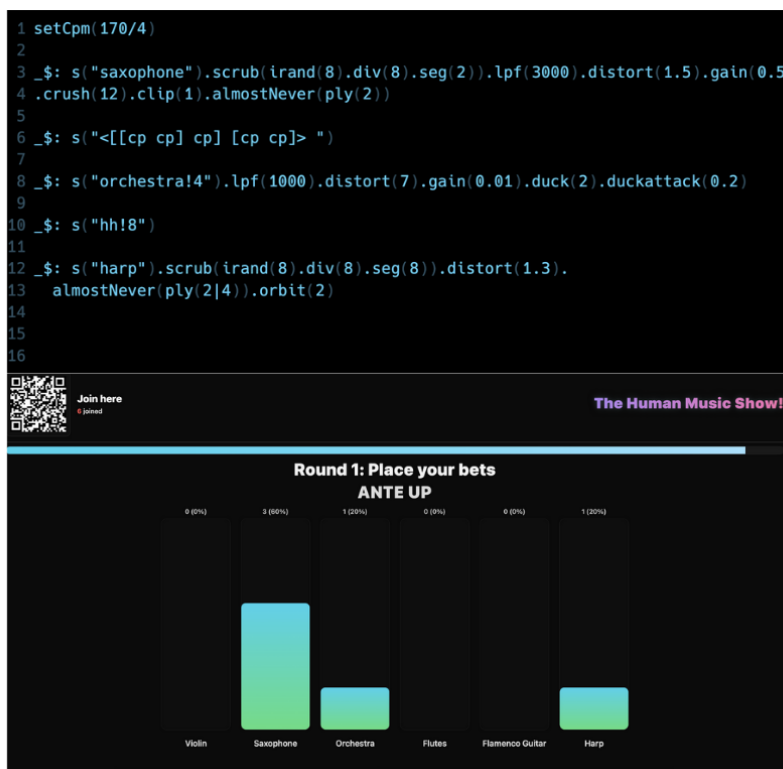 1 setCpm(170/4)
2
3 _$: s("saxophone").scrub(irand(8).div(8).seg(2)).lpf(3000).distort(1.5).gain(0.5
4 .crush(12).clip(1).almostNever(ply(2))
5
6 _$: s("<[[cp cp] cp] [cp cp]> ")
7
8 _$: s("orchestra!4").lpf(1000).distort(7).gain(0.01).duck(2).duckattack(0.2)
9
10 _$: s("hh!8")
11
12 _$: s("harp").scrub(irand(8).div(8).seg(8)).distort(1.3).
13 almostNever(ply(2|4)).orbit(2)
14
15
16
Join here
6 joined
The Human Music Show!
Round 1: Place your bets
ANTE UP
0 (0%) 3 (60%) 1 (20%) 0 (0%) 0 (0%) 1 (20%)
Violin Saxophone Orchestra Flutes Flamenco Guitar Harp